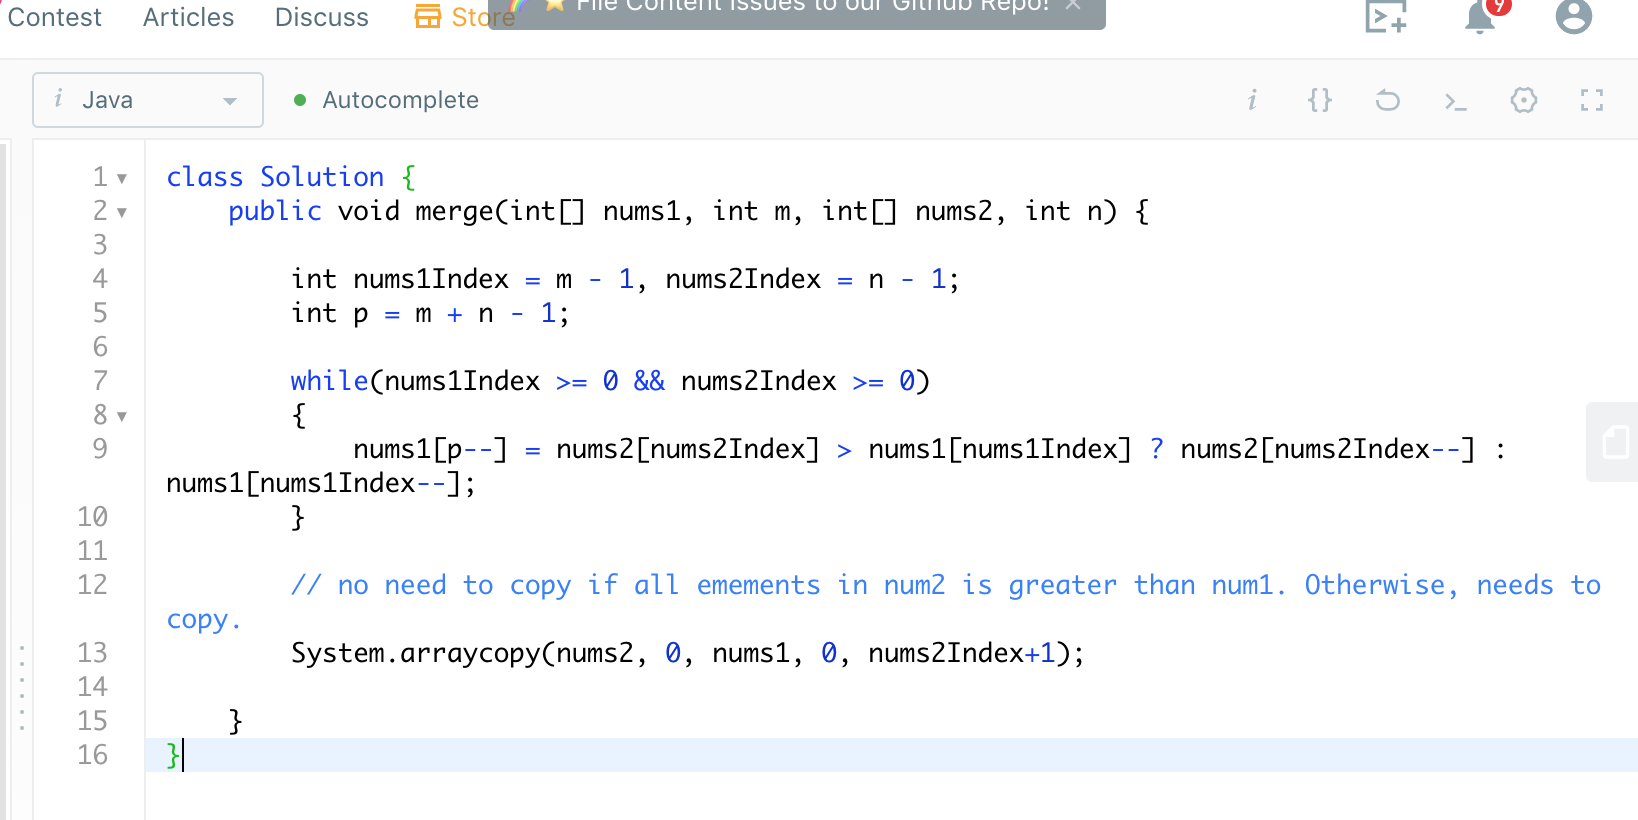 Contest Articles Discuss Store
File Content Issues to our Github Repo! ×
9
i Java Autocomplete i {} >_
1 class Solution {
2 public void merge(int[] nums1, int m, int[] nums2, int n) {
3
4 int nums1Index = m - 1, nums2Index = n - 1;
5 int p = m + n - 1;
6
7 while(nums1Index >= 0 && nums2Index >= 0)
8 {
9 nums1[p--] = nums2[nums2Index] > nums1[nums1Index] ? nums2[nums2Index--] :
nums1[nums1Index--];
10 }
11
12 // no need to copy if all emements in num2 is greater than num1. Otherwise, needs to
copy.
13 System.arraycopy(nums2, 0, nums1, 0, nums2Index+1);
14
15 }
16 }